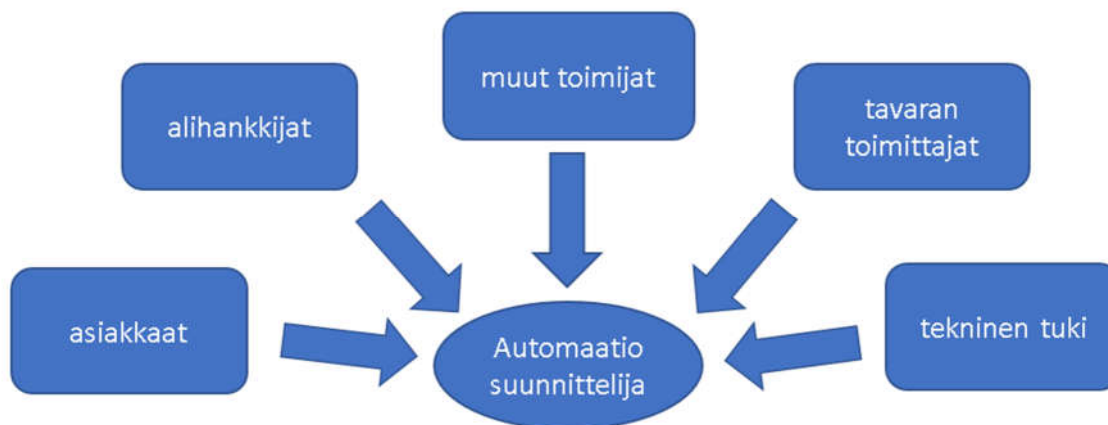 muut toimijat
alihankkijat
tavaran
toimittajat
asiakkaat
tekninen tuki
Automaatio
suunnittelija